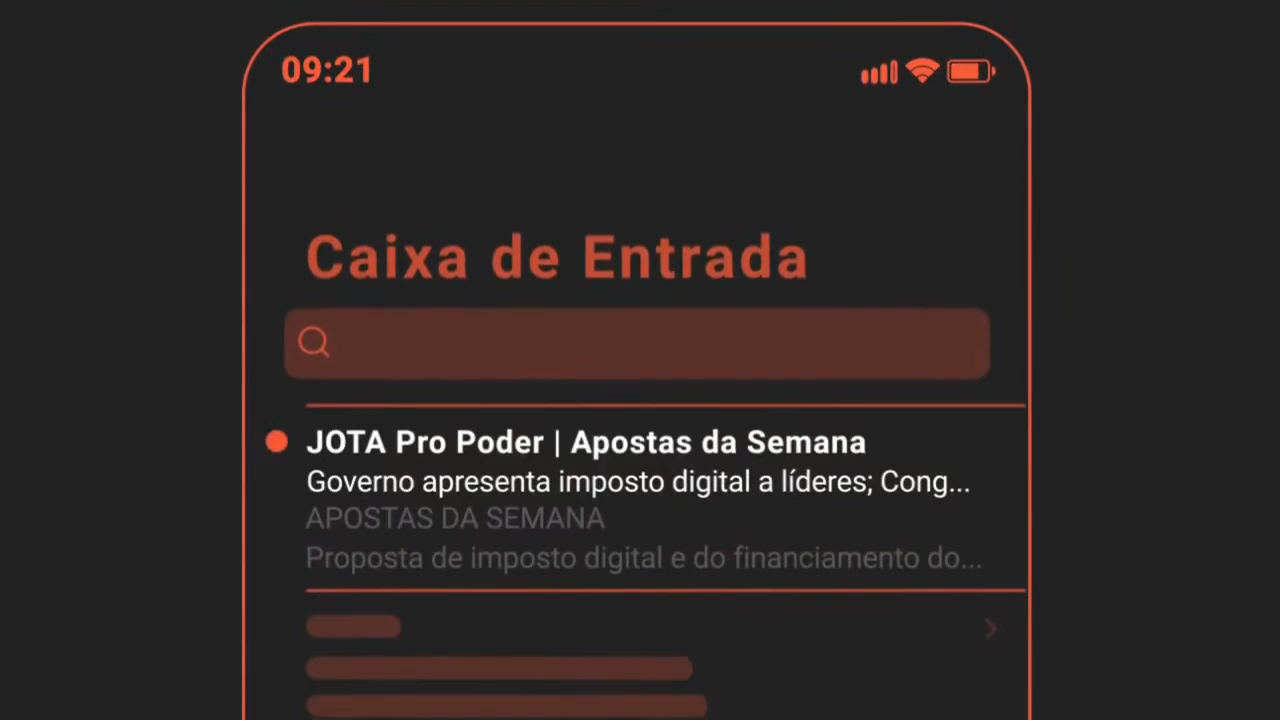 09:21
Caixa de Entrada
JOTA Pro Poder | Apostas da Semana
Governo apresenta imposto digital a líderes; Cong...
APOSTAS DA SEMANA
Proposta de imposto digital e do financiamento do...